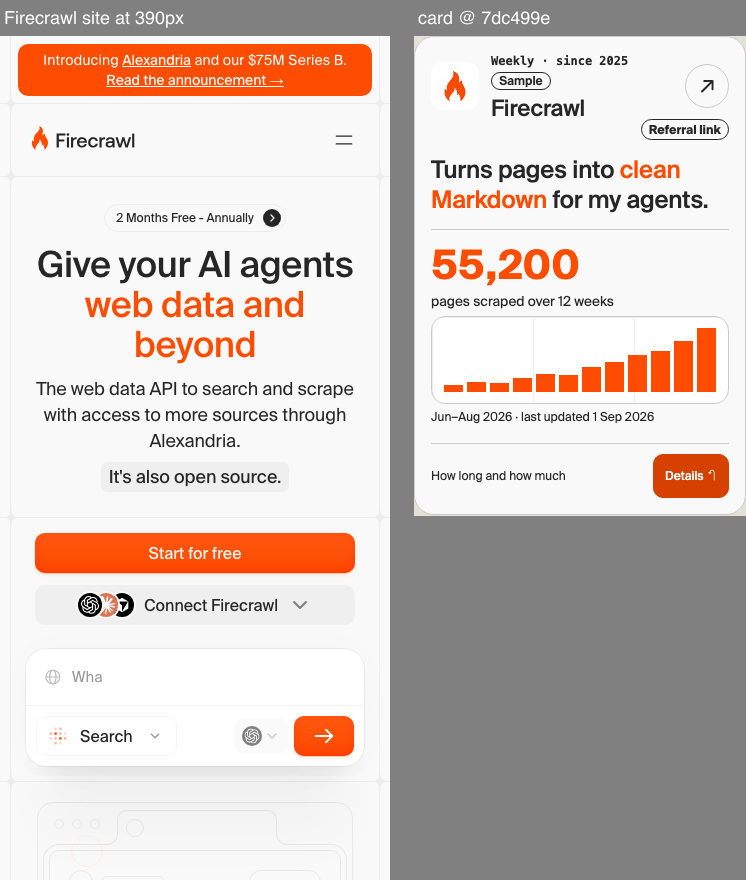 Firecrawl site at 390px
Introducing Alexandria and our $75M Series B.
Read the announcement →
Firecrawl
2 Months Free - Annually
Give your AI agents
web data and
beyond
The web data API to search and scrape
with access to more sources through
Alexandria.
It's also open source.
Start for free
Connect Firecrawl
Wha
Search
card @ 7dc499e
Weekly · since 2025
Sample
Firecrawl
Referral link
Turns pages into clean
Markdown for my agents.
55,200
pages scraped over 12 weeks
Jun–Aug 2026 · last updated 1 Sep 2026
How long and how much
Details